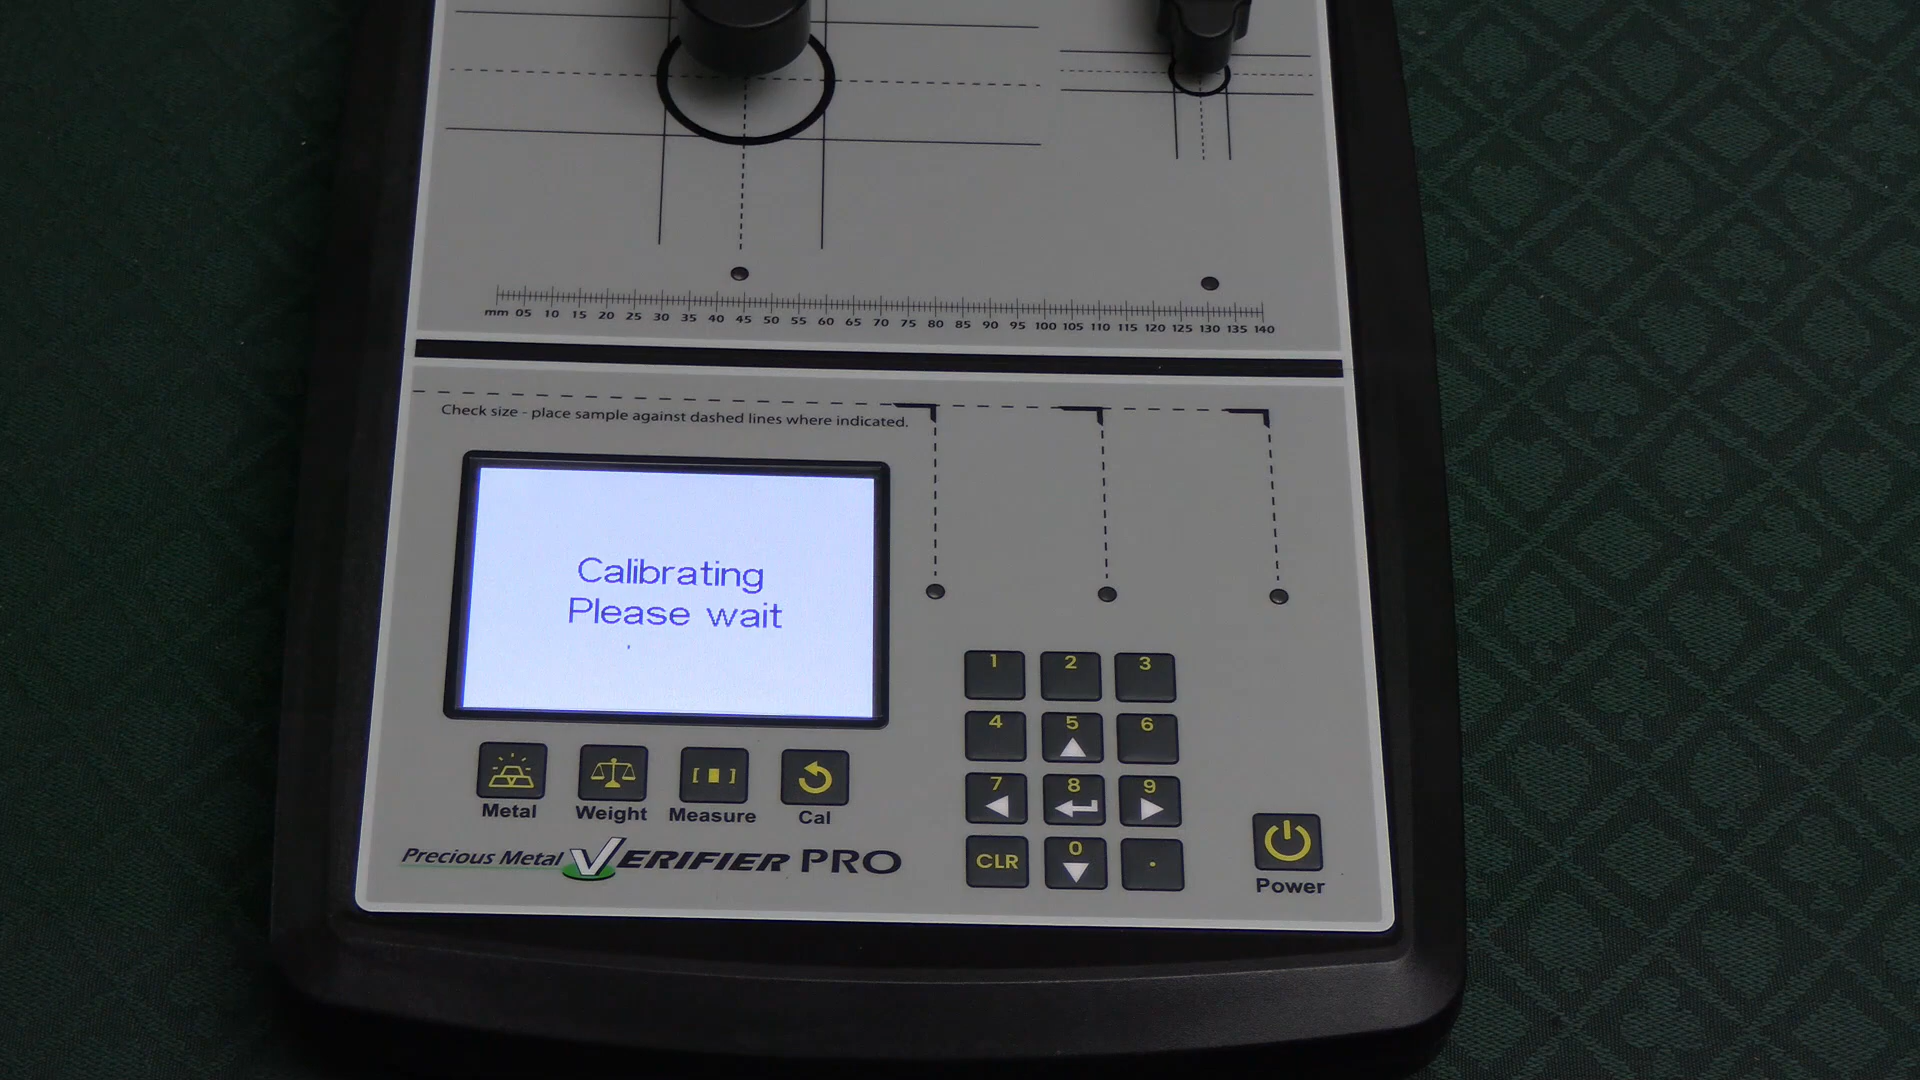 mm 05 10 15 20 25 30 35 40 45 50 55 60 65 70 75 80 85 90 95 100 105 110 115 120 125 130 135 140
Check size - place sample against dashed lines where indicated.
Calibrating
Please wait
1 2 3
4 5 6
7 8 9
CLR 0 .
Metal Weight Measure Cal
Power
Precious Metal VERIFIER PRO